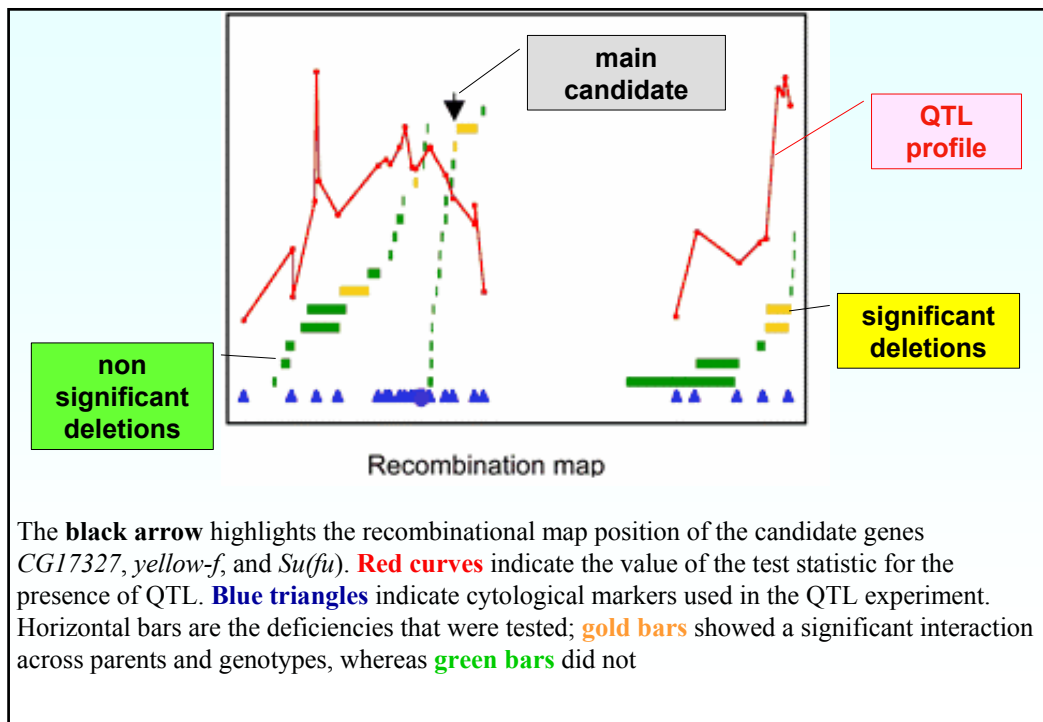 main
candidate
QTL
profile
significant
deletions
non
significant
deletions
Recombination map
The black arrow highlights the recombinational map position of the candidate genes
CG17327, yellow-f, and Su(fu). Red curves indicate the value of the test statistic for the
presence of QTL. Blue triangles indicate cytological markers used in the QTL experiment.
Horizontal bars are the deficiencies that were tested; gold bars showed a significant interaction
across parents and genotypes, whereas green bars did not